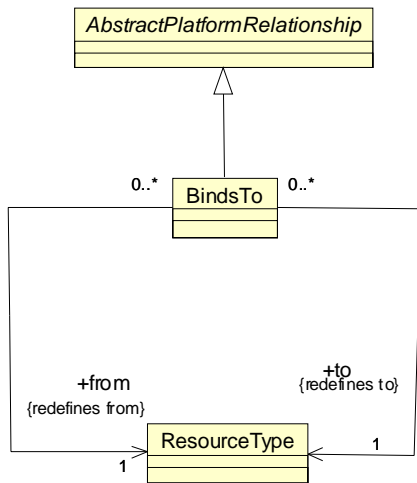 AbstractPlatformRelationship
0..*
BindsTo
0..*
+from
{redefines from}
+to
{redefines to}
1
ResourceType
1